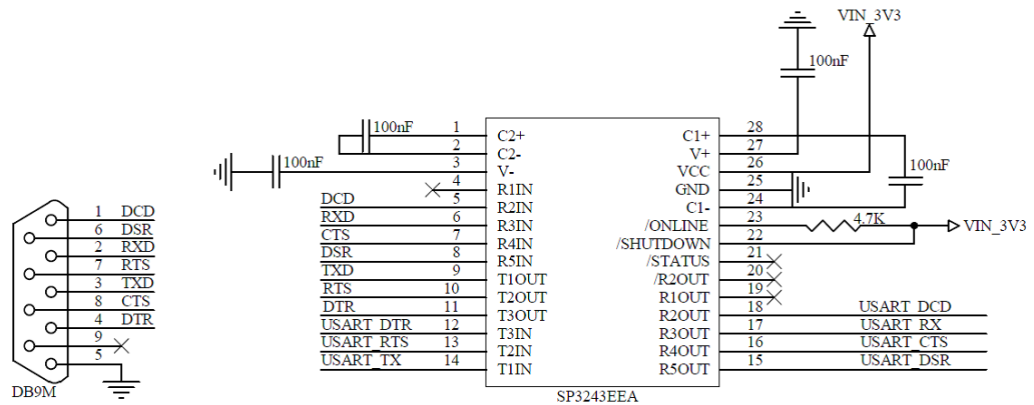 VIN_3V3
100nF
100nF
100nF
100nF
1 C2+
2 C2-
3 V-
4 R1IN
DCD 5 R2IN
RXD 6 R3IN
CTS 7 R4IN
DSR 8 R5IN
TXD 9 T1OUT
RTS 10 T2OUT
DTR 11 T3OUT
USART_DTR 12 T3IN
USART_RTS 13 T2IN
USART_TX 14 T1IN
C1+ 28
V+ 27
VCC 26
GND 25
C1- 24
/ONLINE 23 4.7K VIN_3V3
/SHUTDOWN 22
/STATUS 21
/R2OUT 20
R1OUT 19
R2OUT 18 USART_DCD
R3OUT 17 USART_RX
R4OUT 16 USART_CTS
R5OUT 15 USART_DSR
SP3243EEA
1 DCD
6 DSR
2 RXD
7 RTS
3 TXD
8 CTS
4 DTR
9
5
DB9M